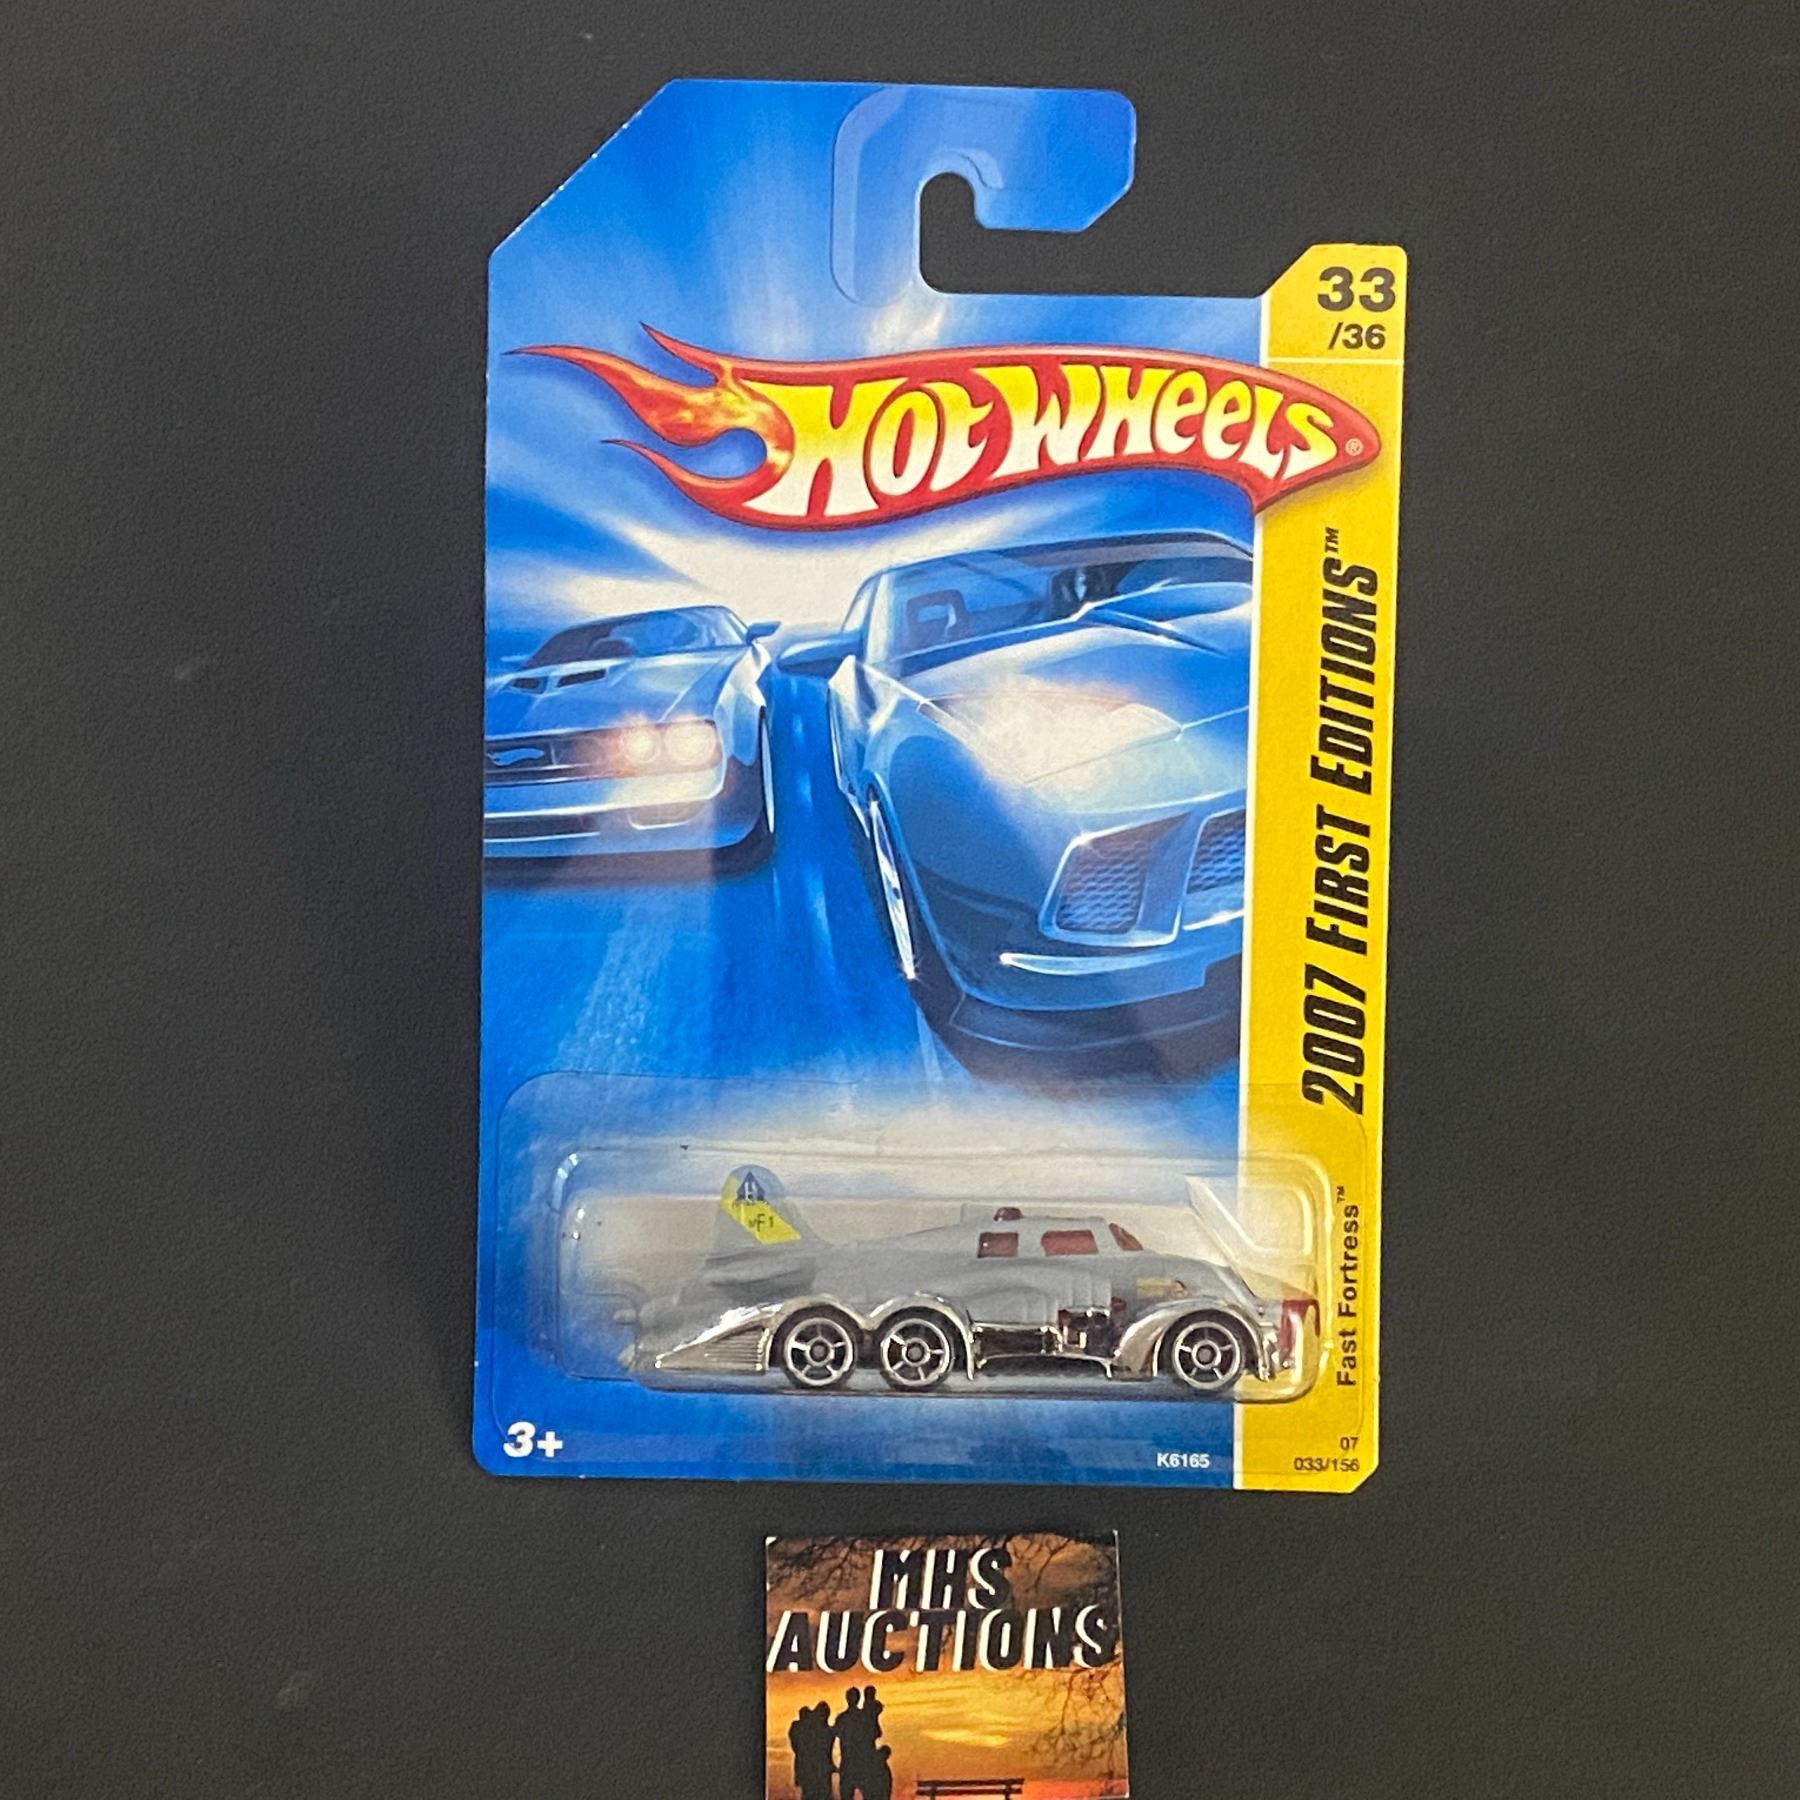 33
/36
HOT WHEELS®
2007 FIRST EDITIONS™
Fast Fortress™
3+
K6165
07
033/156
MHS
AUCTIONS